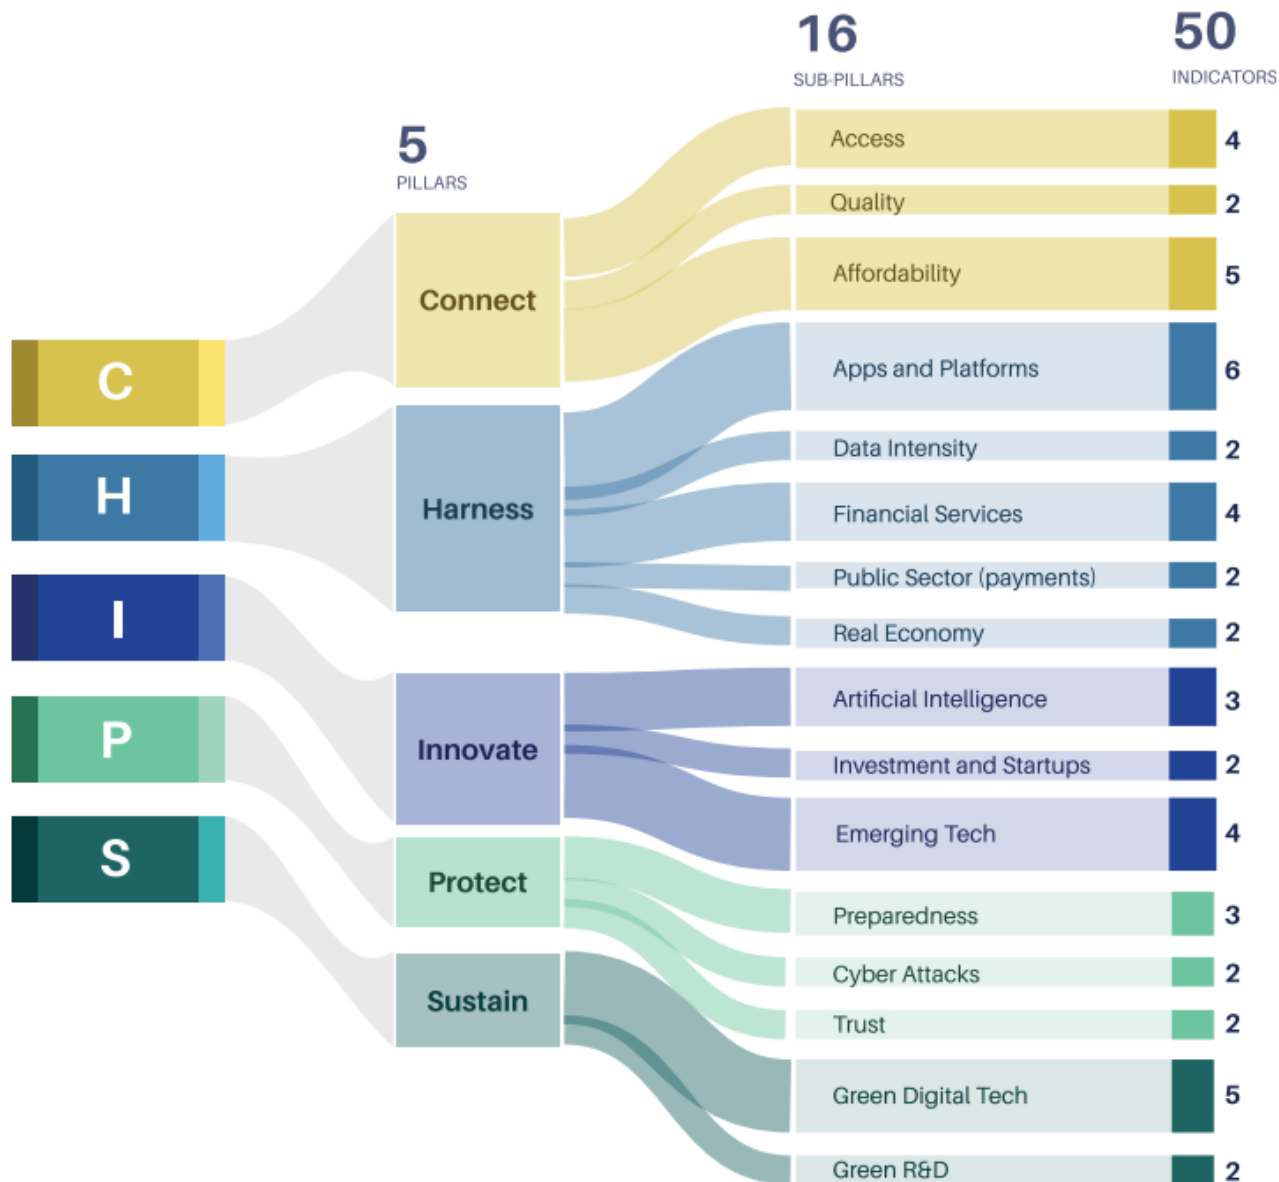 16
50
SUB-PILLARS
INDICATORS
5
PILLARS
Access 4
Quality 2
Affordability 5
Connect
C
Apps and Platforms 6
Data Intensity 2
Financial Services 4
Public Sector (payments) 2
Real Economy 2
Harness
H
Artificial Intelligence 3
Investment and Startups 2
Emerging Tech 4
Innovate
I
Preparedness 3
Cyber Attacks 2
Trust 2
Protect
P
Green Digital Tech 5
Green R&D 2
Sustain
S